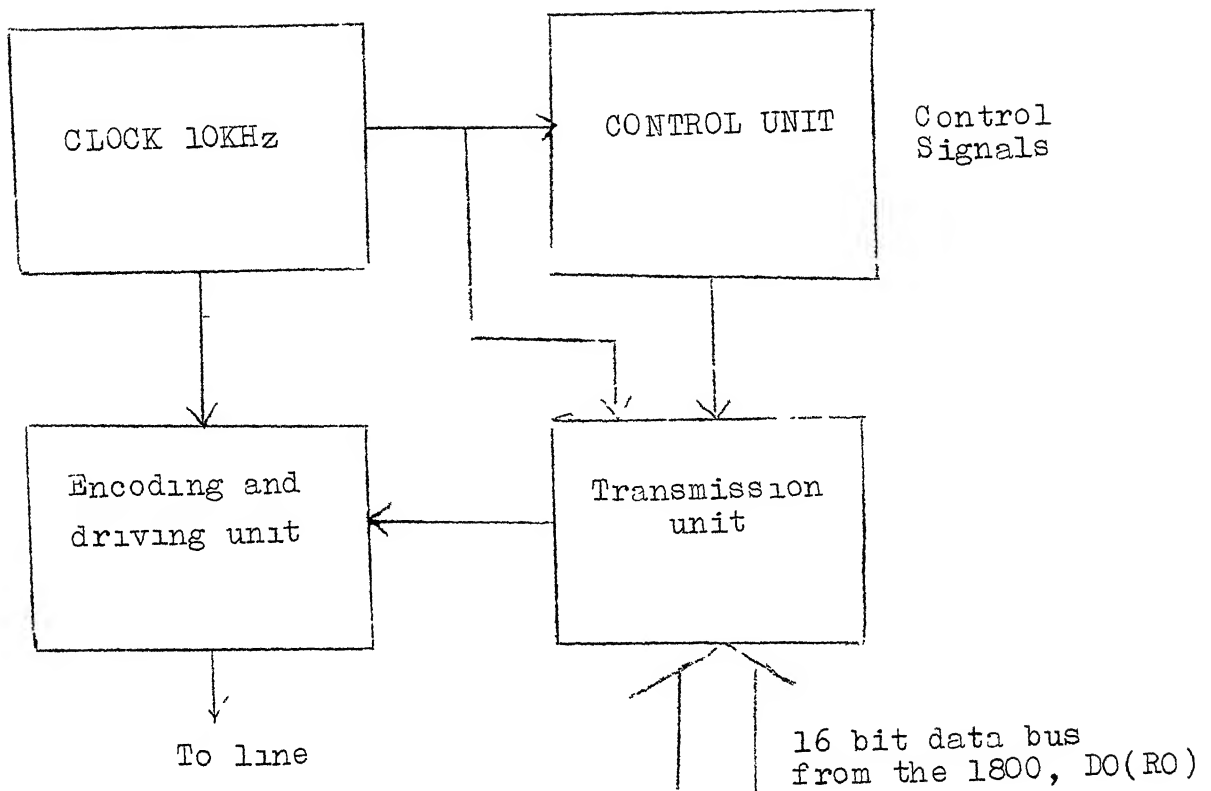 CLOCK 10KHz
CONTROL UNIT
Control
Signals
Encoding and
driving unit
Transmission
unit
To line
16 bit data bus
from the 1800, DO(RO)